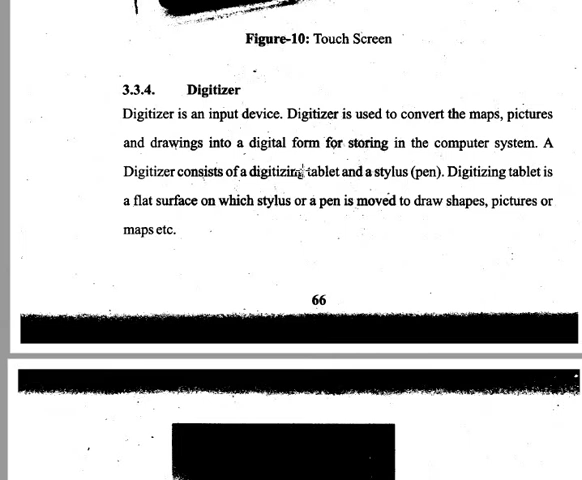 Figure-10: Touch Screen
3.3.4. Digitizer
Digitizer is an input device. Digitizer is used to convert the maps, pictures
and drawings into a digital form for storing in the computer system. A
Digitizer consists of a digitizing tablet and a stylus (pen). Digitizing tablet is
a flat surface on which stylus or a pen is moved to draw shapes, pictures or
maps etc.
66